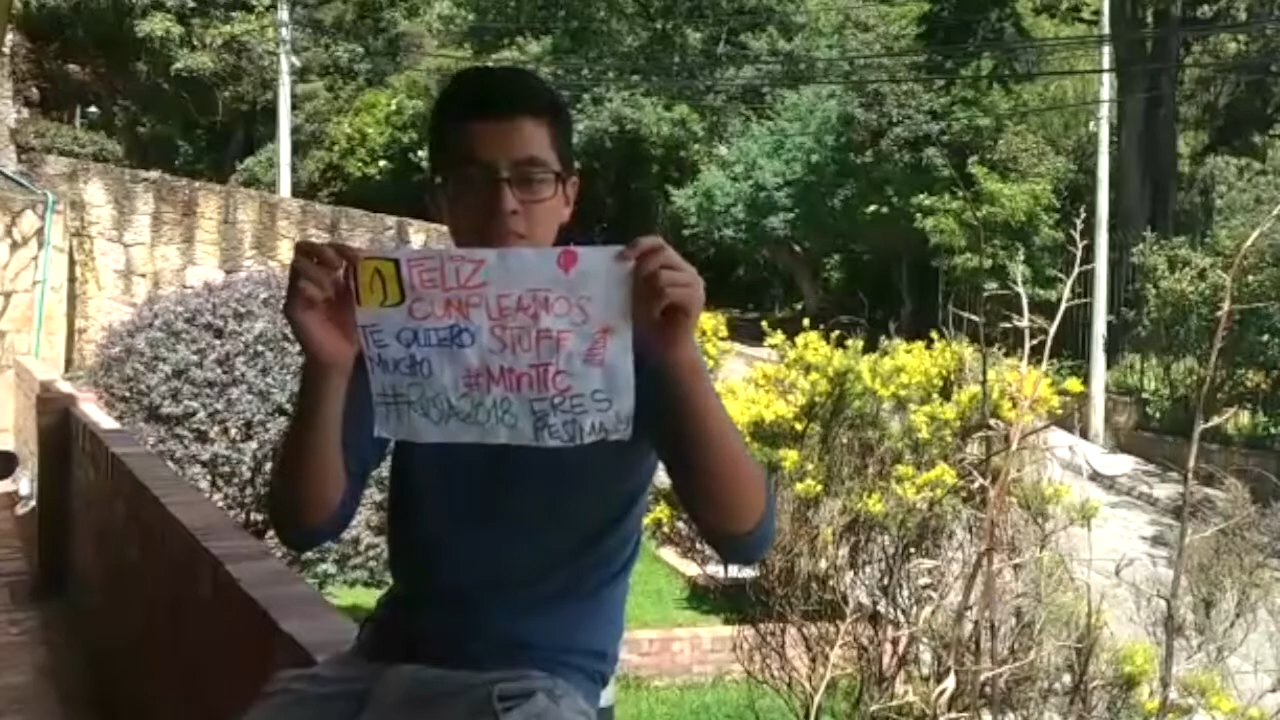 FELIZ
CUMPLEAÑOS
TE QUIERO STUFF
MUCHO #MinTIC
#RUSIA2018 ERES